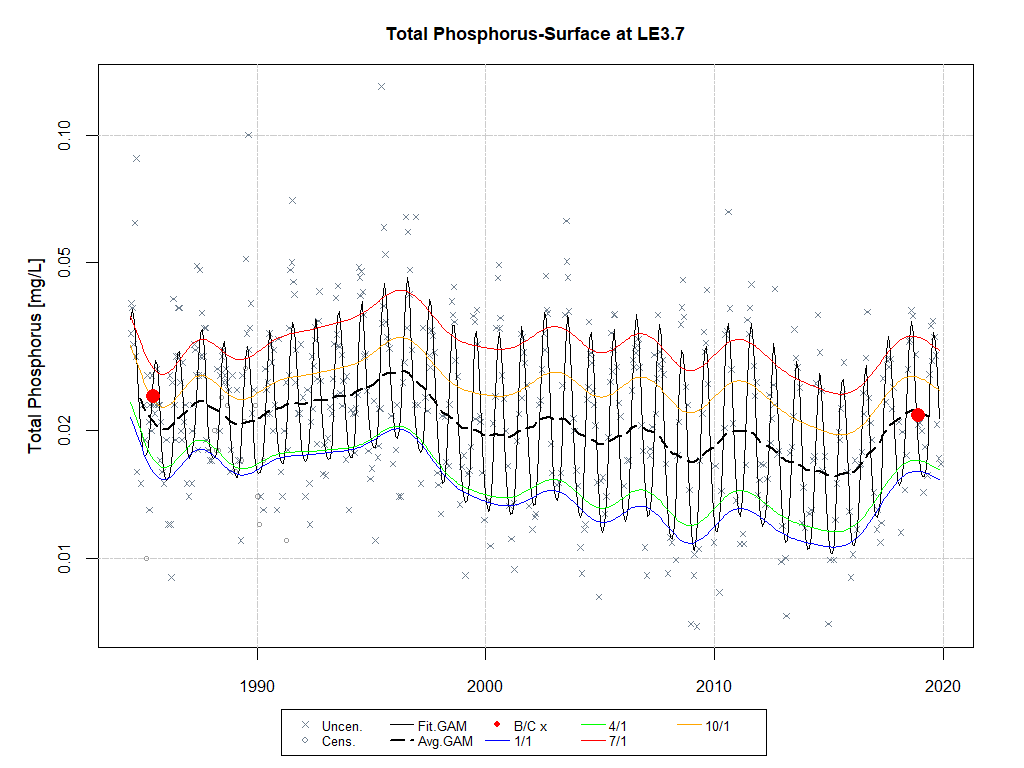 Total Phosphorus-Surface at LE3.7
Total Phosphorus [mg/L]
0.10
0.05
0.02
0.01
1990 2000 2010 2020
Uncen. Fit.GAM B/C x 4/1 10/1
Cens. Avg.GAM 1/1 7/1